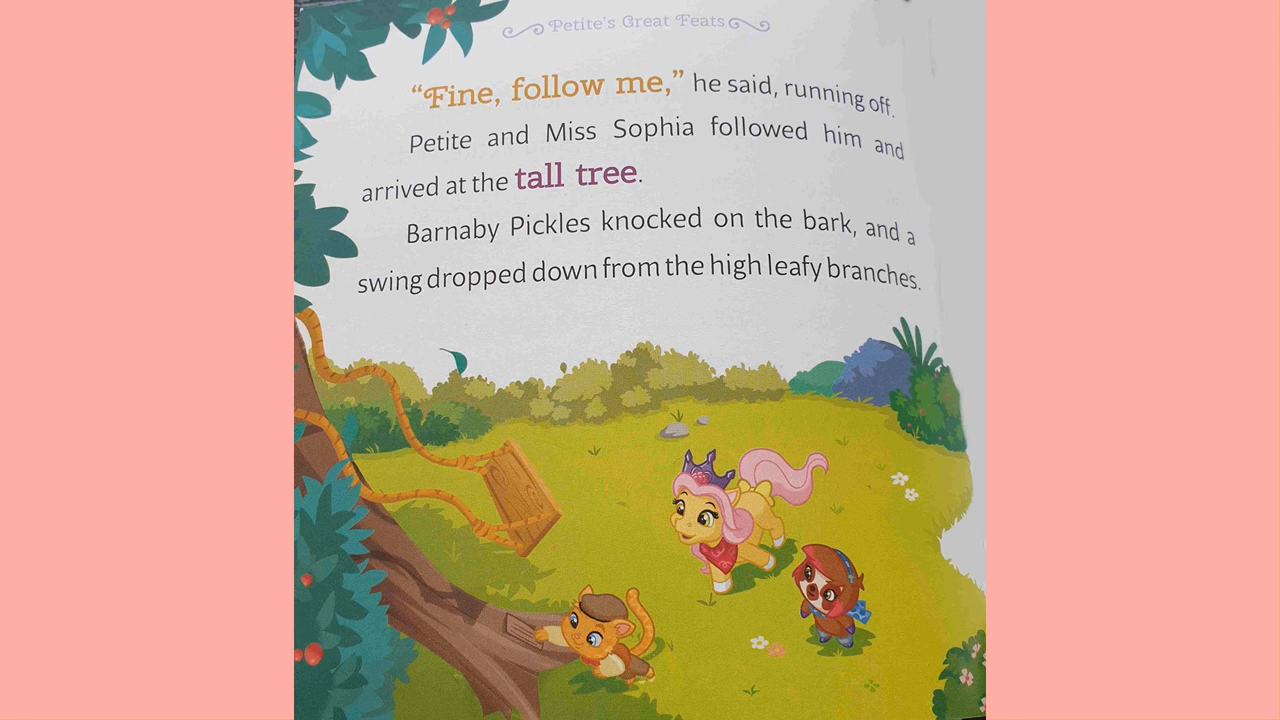 Petite's Great Feats
“Fine, follow me,” he said, running off.
Petite and Miss Sophia followed him and
arrived at the tall tree.
Barnaby Pickles knocked on the bark, and a
swing dropped down from the high leafy branches.